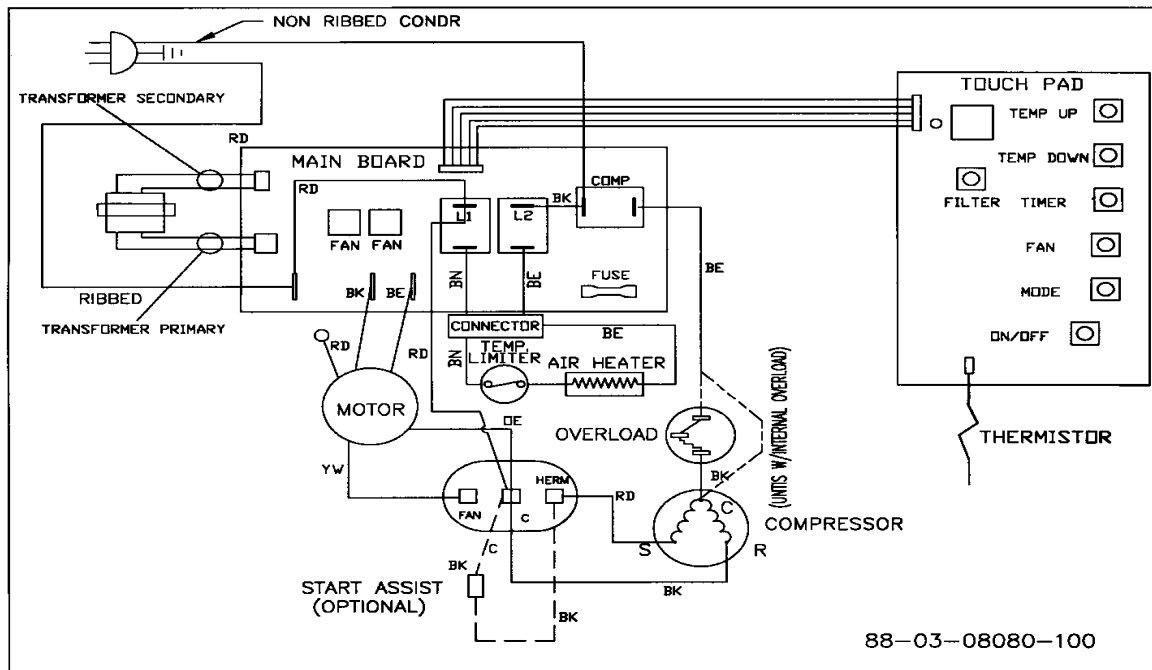 NON RIBBED CONDR
TRANSFORMER SECONDARY
RD
MAIN BOARD
RD
TOUCH PAD
TEMP UP
TEMP DOWN
FILTER
TIMER
FAN
MODE
ON/OFF
THERMISTOR
COMP
L1
L2
BK
FAN
FAN
FUSE
BE
RIBBED
TRANSFORMER PRIMARY
BK
BE
BN
BE
CONNECTOR
BE
RD
RD
BN
TEMP.
LIMITER
AIR HEATER
MOTOR
OE
OVERLOAD
(UNTIS W/INTERNAL OVERLOAD)
YW
BK
FAN
C
HERM
RD
C
S
R
COMPRESSOR
C
BK
START ASSIST
(OPTIONAL)
BK
BK
88-03-08080-100